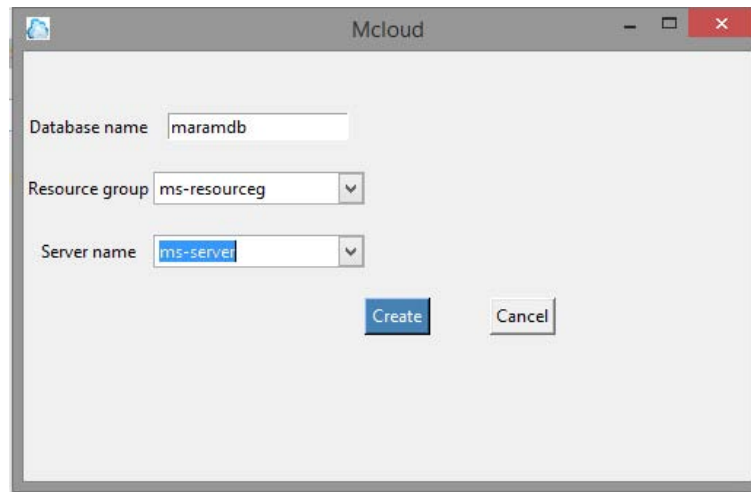 Mcloud
Database name maramdb
Resource group ms-resourceg
Server name ms-server
Create Cancel